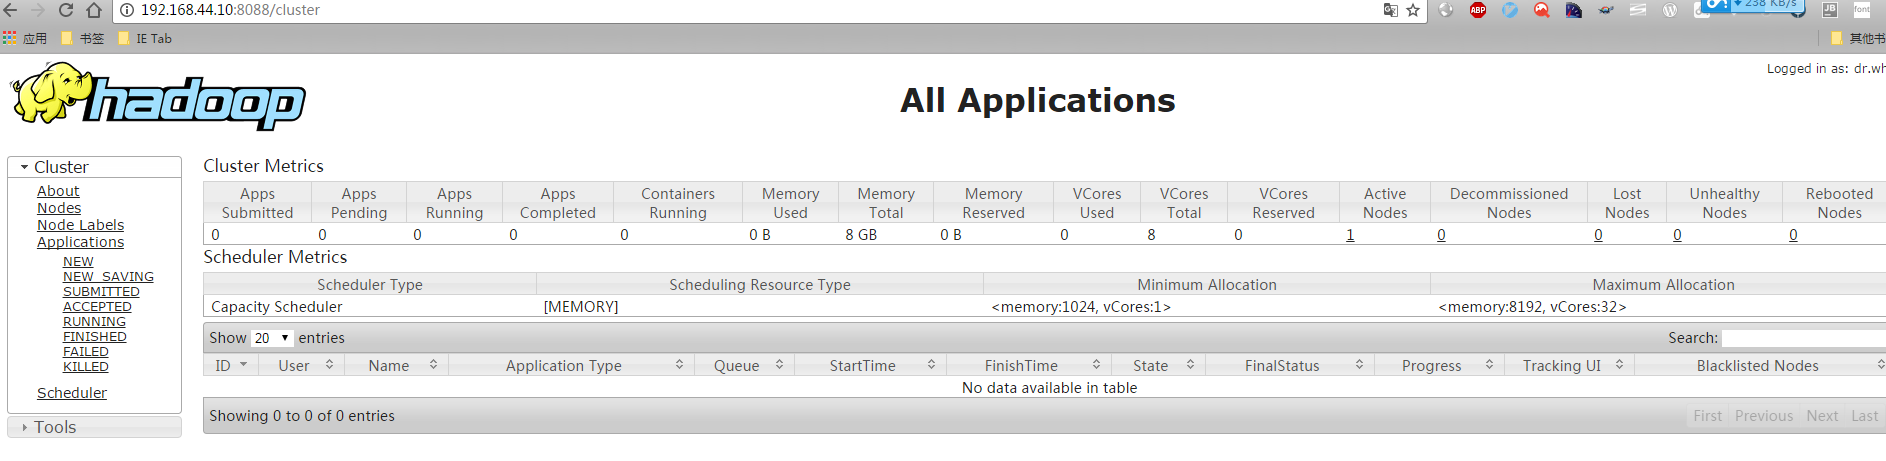 192.168.44.10:8088/cluster
ABP
238 KB/s
JB
font
应用 书签 IE Tab 其他书
hadoop
All Applications
Logged in as: dr.wh
Cluster
About
Nodes
Node Labels
Applications
NEW
NEW_SAVING
SUBMITTED
ACCEPTED
RUNNING
FINISHED
FAILED
KILLED
Scheduler
Tools
Cluster Metrics
Apps Submitted Apps Pending Apps Running Apps Completed Containers Running Memory Used Memory Total Memory Reserved VCores Used VCores Total VCores Reserved Active Nodes Decommissioned Nodes Lost Nodes Unhealthy Nodes Rebooted Nodes
0 0 0 0 0 0 B 8 GB 0 B 0 8 0 1 0 0 0 0
Scheduler Metrics
Scheduler Type Scheduling Resource Type Minimum Allocation Maximum Allocation
Capacity Scheduler [MEMORY] <memory:1024, vCores:1> <memory:8192, vCores:32>
Show 20 entries Search:
ID User Name Application Type Queue StartTime FinishTime State FinalStatus Progress Tracking UI Blacklisted Nodes
No data available in table
Showing 0 to 0 of 0 entries First Previous Next Last